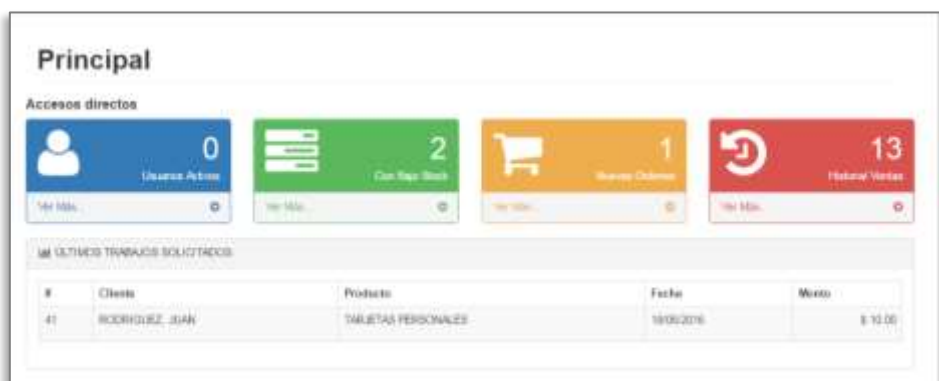 Principal
Accesos directos
0
Usuarios Activos
Ver Más...
2
Con Bajo Stock
Ver Más...
1
Nuevas Ordenes
Ver Más...
13
Historial Ventas
Ver Más...
ÚLTIMOS TRABAJOS SOLICITADOS
# Cliente Producto Fecha Monto
41 RODRIGUEZ, JUAN TARJETAS PERSONALES $ 10.00